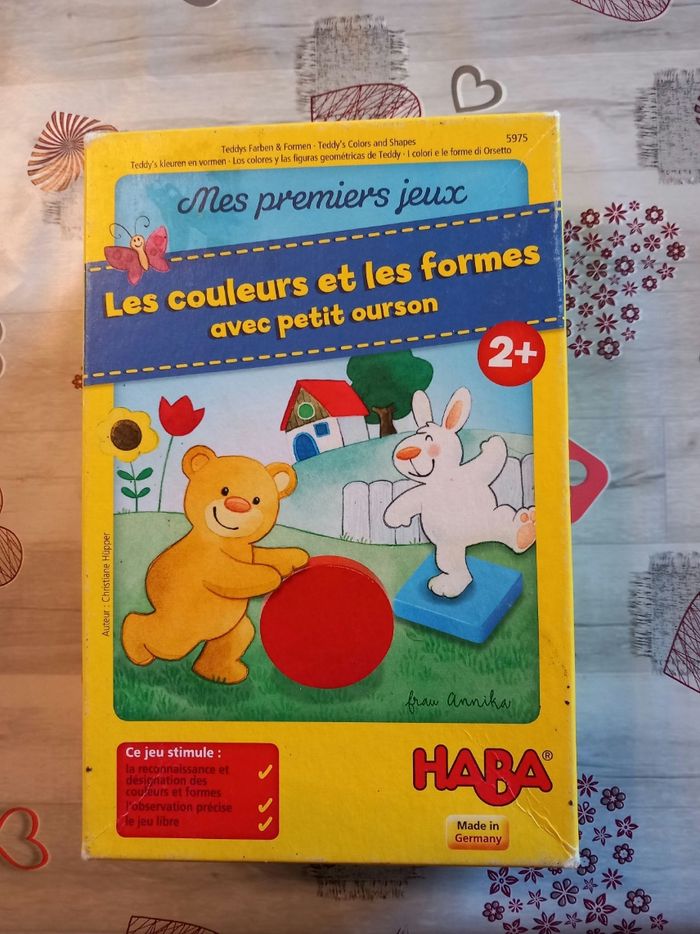 Teddys Farben & Formen · Teddy's Colors and Shapes
5975
Teddy's kleuren en vormen · Los colores y las figuras geométricas de Teddy · I colori e le forme di Orsetto
Mes premiers jeux
Les couleurs et les formes
avec petit ourson
2+
Auteur : Christiane Hüpper
frau Annika
Ce jeu stimule :
la reconnaissance et
désignation des
couleurs et formes
l'observation précise
le jeu libre
HABA®
Made in
Germany